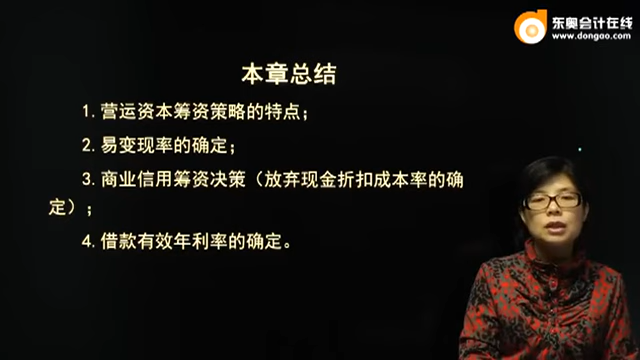 东奥会计在线
www.dongao.com
本章总结
1.营运资本筹资策略的特点；
2.易变现率的确定；
3.商业信用筹资决策（放弃现金折扣成本率的确
定）；
4.借款有效年利率的确定。